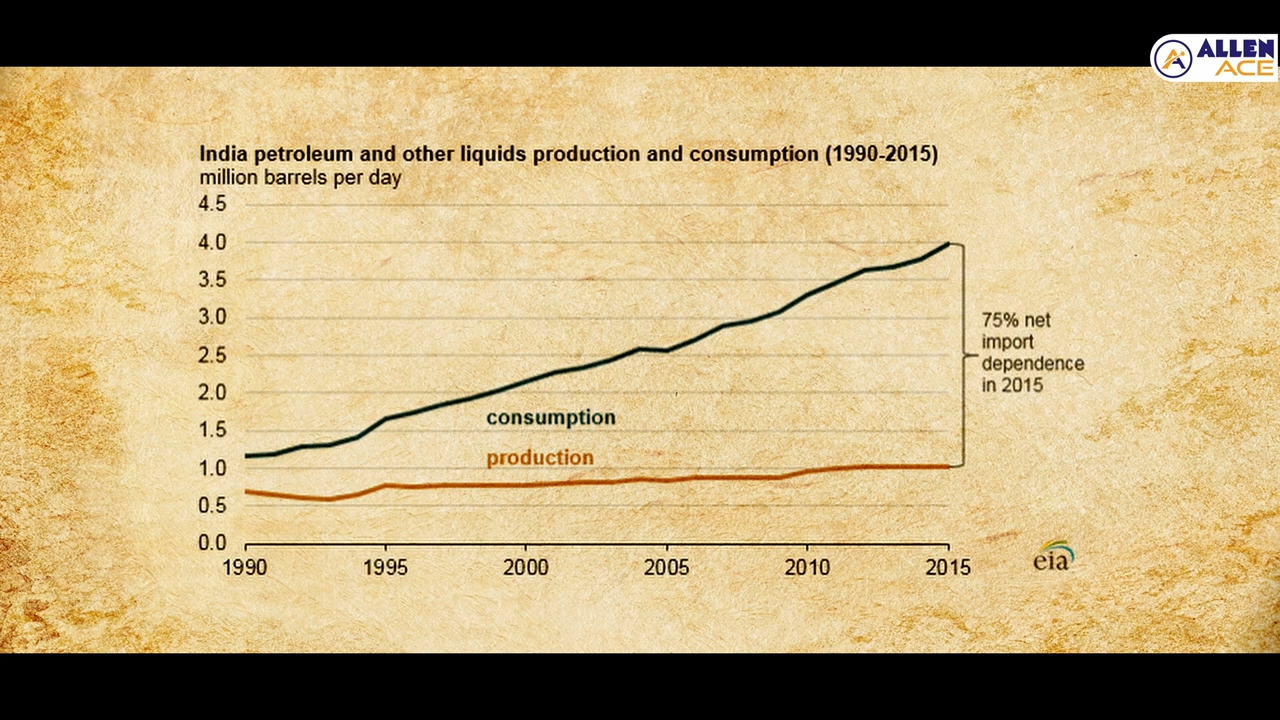 ALLEN
ACE
India petroleum and other liquids production and consumption (1990-2015)
million barrels per day
4.5
4.0
3.5
3.0
2.5
2.0
1.5
1.0
0.5
0.0
consumption
production
75% net
import
dependence
in 2015
1990 1995 2000 2005 2010 2015
eia